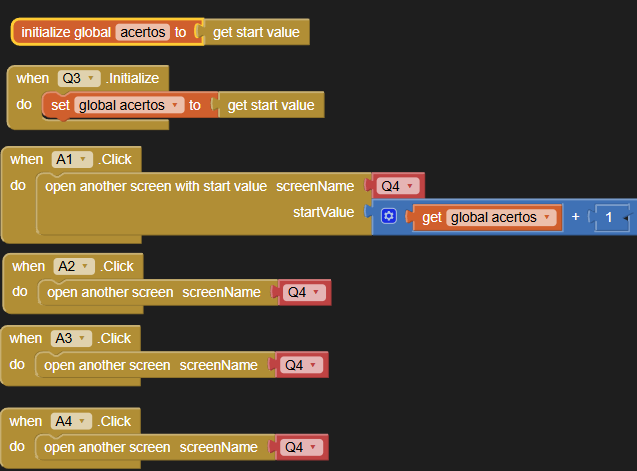 initialize global acertos to get start value
when Q3 .Initialize
do set global acertos to get start value
when A1 .Click
do open another screen with start value screenName Q4
startValue get global acertos + 1
when A2 .Click
do open another screen screenName Q4
when A3 .Click
do open another screen screenName Q4
when A4 .Click
do open another screen screenName Q4